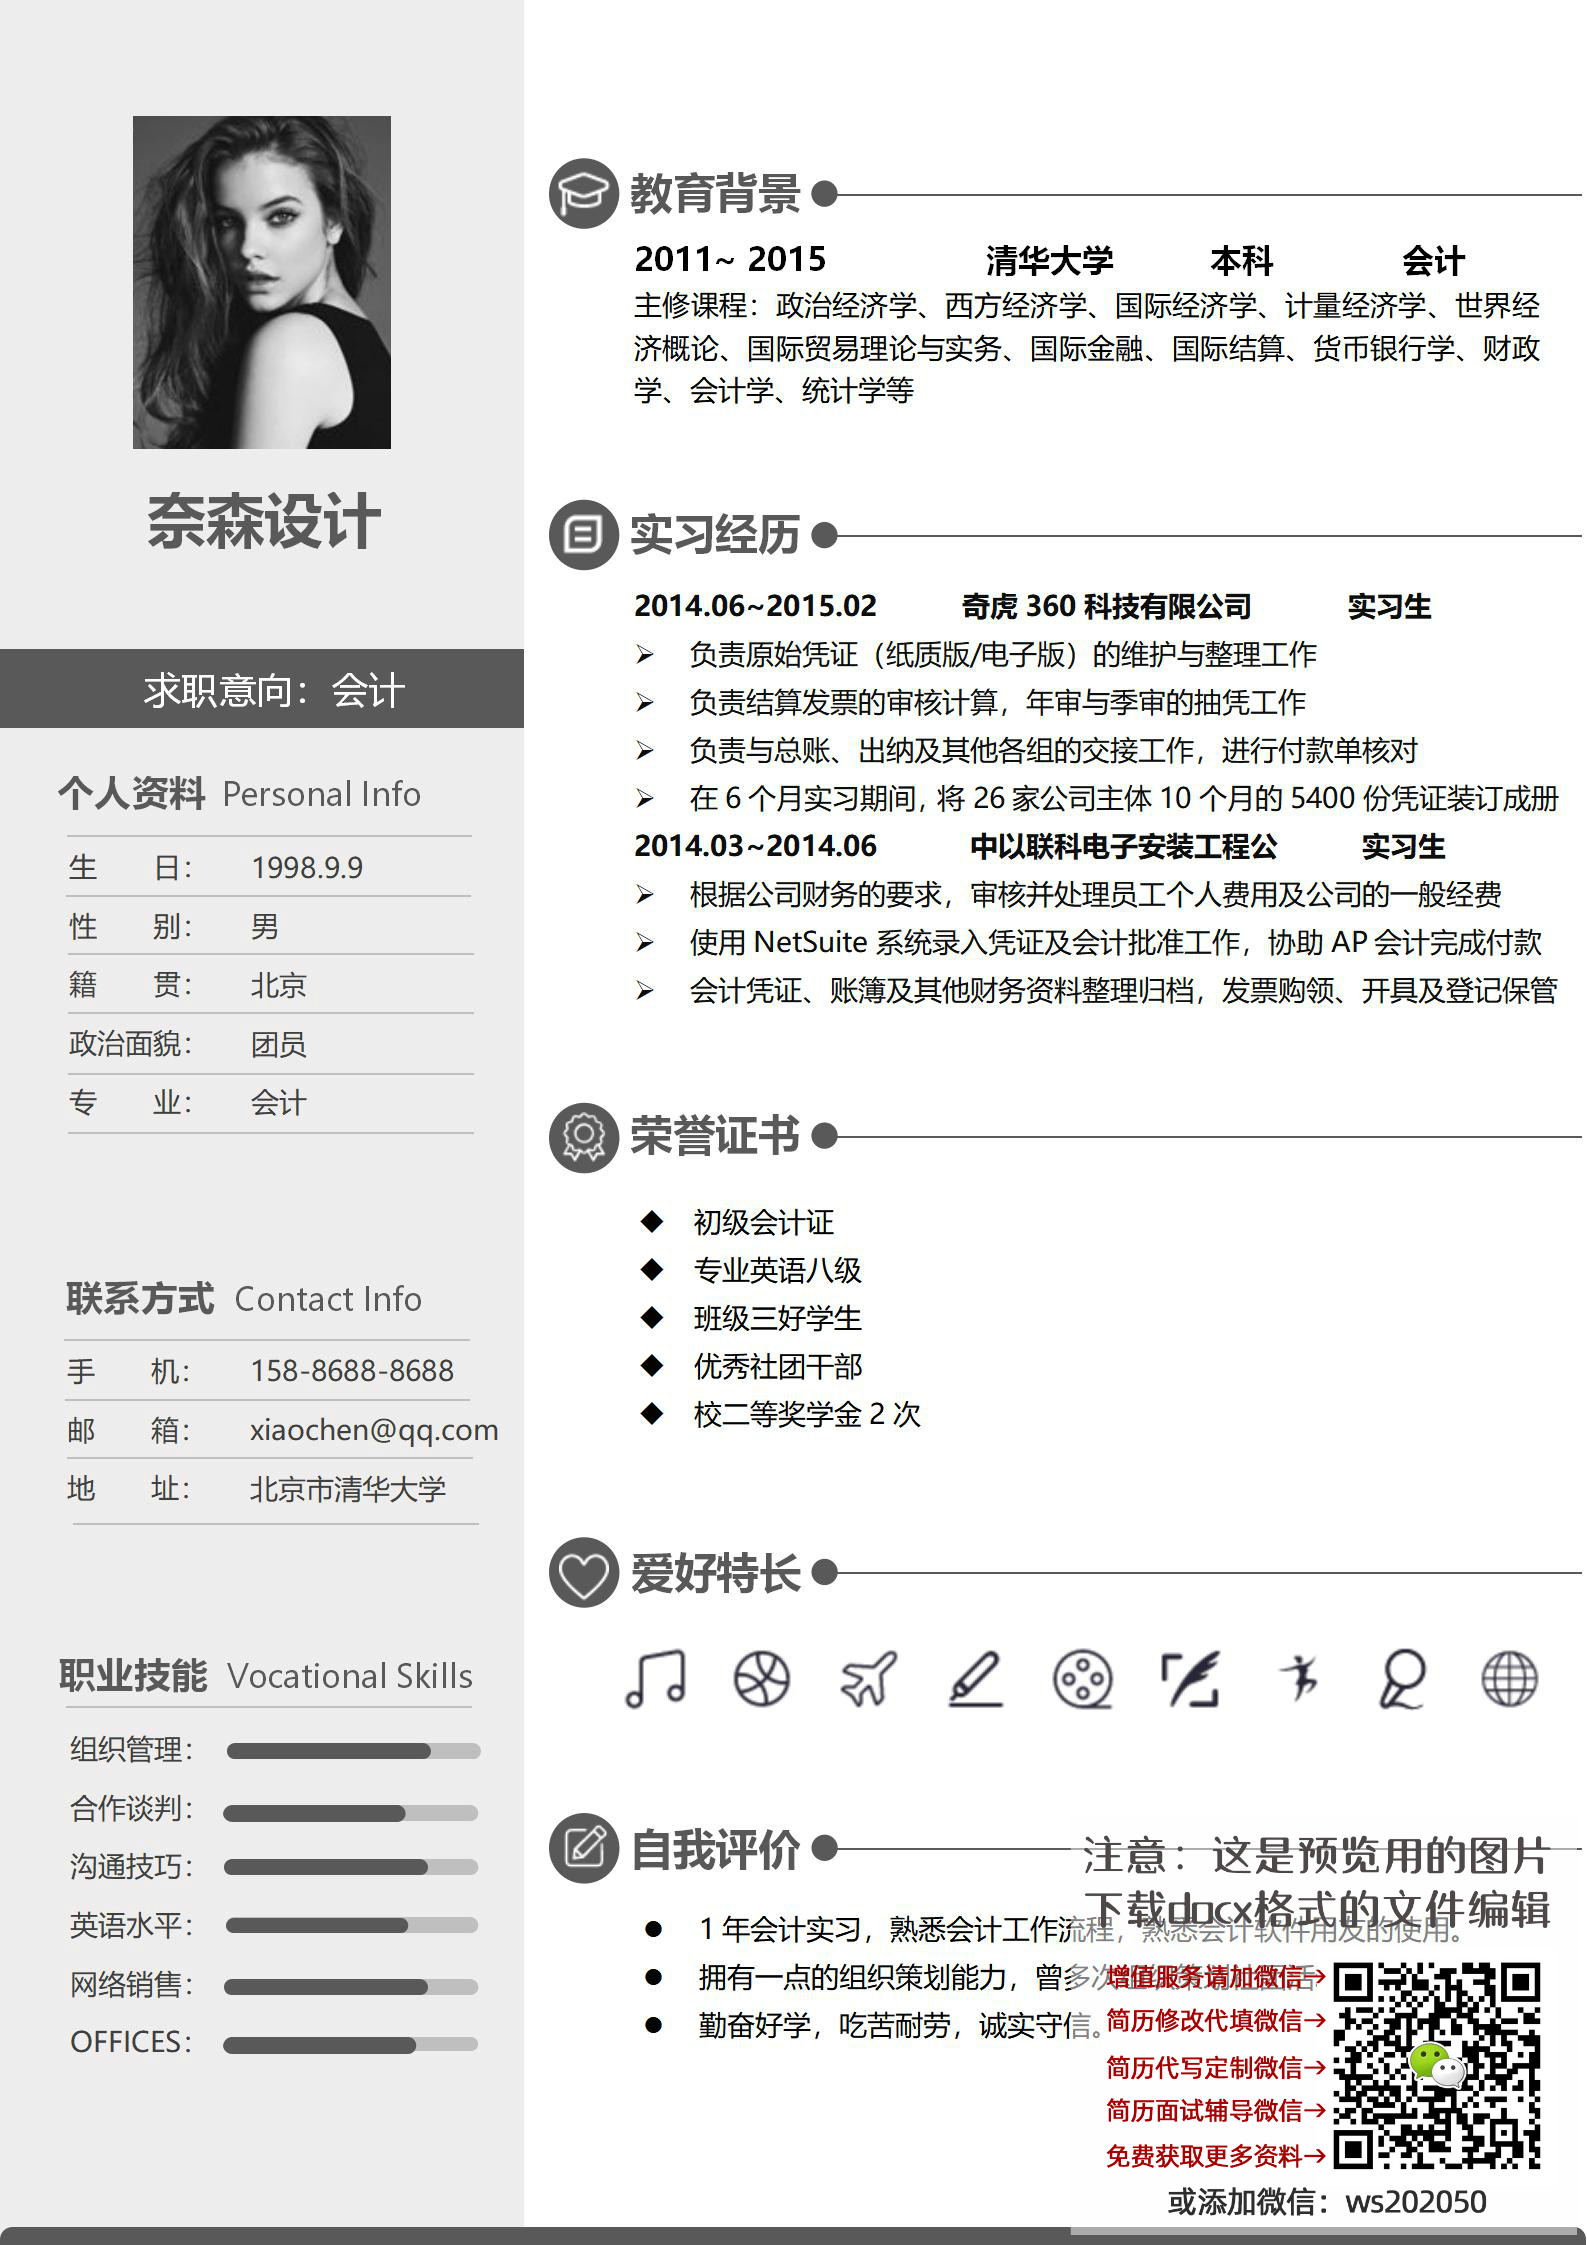 奈森设计
求职意向：会计
个人资料 Personal Info
生 日： 1998.9.9
性 别： 男
籍 贯： 北京
政治面貌： 团员
专 业： 会计
联系方式 Contact Info
手 机： 158-8688-8688
邮 箱： xiaochen@qq.com
地 址： 北京市清华大学
职业技能 Vocational Skills
组织管理：
合作谈判：
沟通技巧：
英语水平：
网络销售：
OFFICES：
教育背景
2011~ 2015 清华大学 本科 会计
主修课程：政治经济学、西方经济学、国际经济学、计量经济学、世界经
济概论、国际贸易理论与实务、国际金融、国际结算、货币银行学、财政
学、会计学、统计学等
实习经历
2014.06~2015.02 奇虎 360 科技有限公司 实习生
➢ 负责原始凭证（纸质版/电子版）的维护与整理工作
➢ 负责结算发票的审核计算，年审与季审的抽凭工作
➢ 负责与总账、出纳及其他各组的交接工作，进行付款单核对
➢ 在 6 个月实习期间，将 26 家公司主体 10 个月的 5400 份凭证装订成册
2014.03~2014.06 中以联科电子安装工程公 实习生
➢ 根据公司财务的要求，审核并处理员工个人费用及公司的一般经费
➢ 使用 NetSuite 系统录入凭证及会计批准工作，协助 AP 会计完成付款
➢ 会计凭证、账簿及其他财务资料整理归档，发票购领、开具及登记保管
荣誉证书
◆ 初级会计证
◆ 专业英语八级
◆ 班级三好学生
◆ 优秀社团干部
◆ 校二等奖学金 2 次
爱好特长
自我评价
● 1 年会计实习，熟悉会计工作流程，熟悉会计软件用友的使用。
● 拥有一点的组织策划能力，曾多次组织策划社团活
● 勤奋好学，吃苦耐劳，诚实守信。
注意：这是预览用的图片
下载docx格式的文件编辑
增值服务请加微信→
简历修改代填微信→
简历代写定制微信→
简历面试辅导微信→
免费获取更多资料→
或添加微信：ws202050